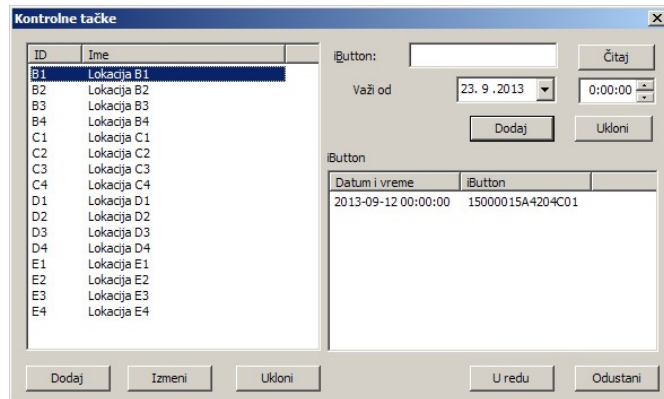 Kontrolne tačke
ID Ime
B1 Lokacija B1
B2 Lokacija B2
B3 Lokacija B3
B4 Lokacija B4
C1 Lokacija C1
C2 Lokacija C2
C3 Lokacija C3
C4 Lokacija C4
D1 Lokacija D1
D2 Lokacija D2
D3 Lokacija D3
D4 Lokacija D4
E1 Lokacija E1
E2 Lokacija E2
E3 Lokacija E3
E4 Lokacija E4
Dodaj Izmeni Ukloni
iButton: Čitaj
Važi od 23. 9 .2013 0:00:00
Dodaj Ukloni
iButton
Datum i vreme iButton
2013-09-12 00:00:00 15000015A4204C01
U redu Odustani